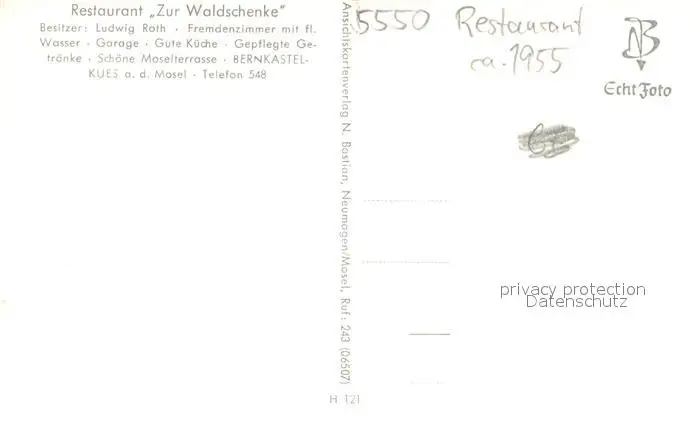 Restaurant „Zur Waldschenke"
Besitzer: Ludwig Roth · Fremdenzimmer mit fl.
Wasser · Garage · Gute Küche · Gepflegte Ge-
tränke · Schöne Moselterrasse · BERNKASTEL-
KUES a. d. Mosel · Telefon 548
Ansichtskartenverlag N. Bastian, Neumagen/Mosel, Ruf: 243 (06507)
H 121
5550 Restaurant
ca. 1955
NB
Echt Foto
privacy protection
Datenschutz